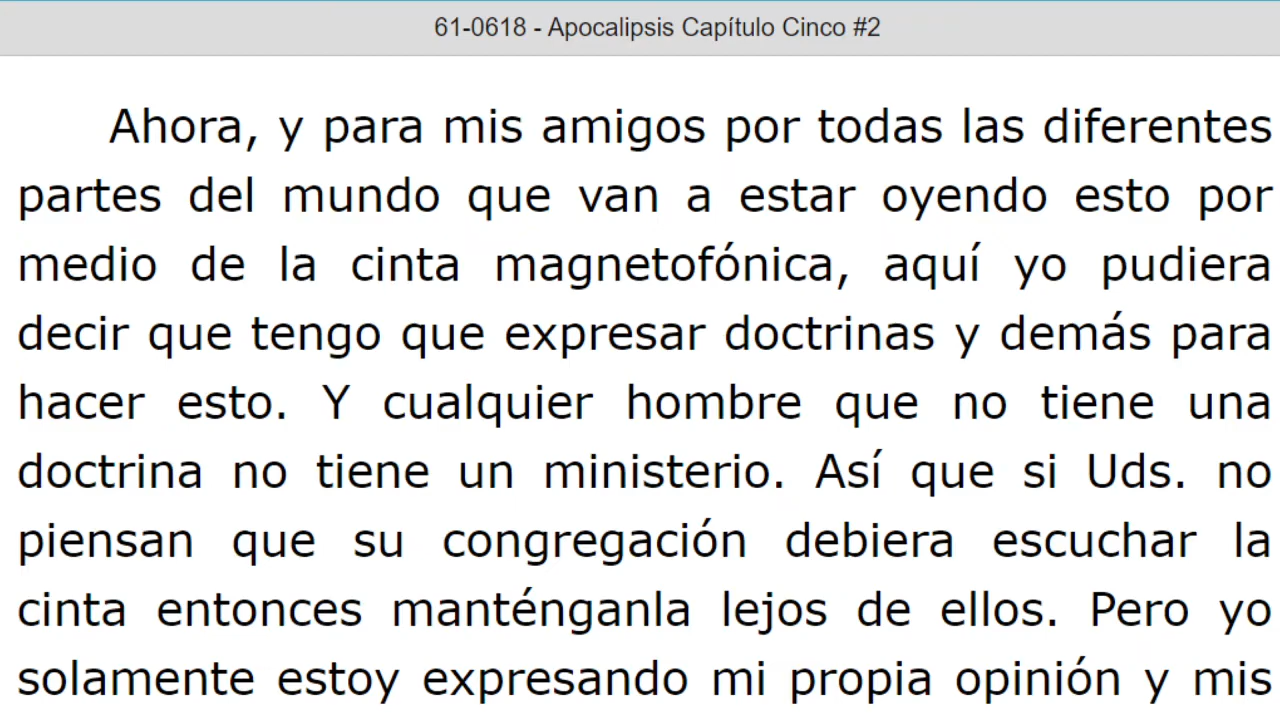 61-0618 - Apocalipsis Capítulo Cinco #2
Ahora, y para mis amigos por todas las diferentes
partes del mundo que van a estar oyendo esto por
medio de la cinta magnetofónica, aquí yo pudiera
decir que tengo que expresar doctrinas y demás para
hacer esto. Y cualquier hombre que no tiene una
doctrina no tiene un ministerio. Así que si Uds. no
piensan que su congregación debiera escuchar la
cinta entonces manténganla lejos de ellos. Pero yo
solamente estoy expresando mi propia opinión y mis